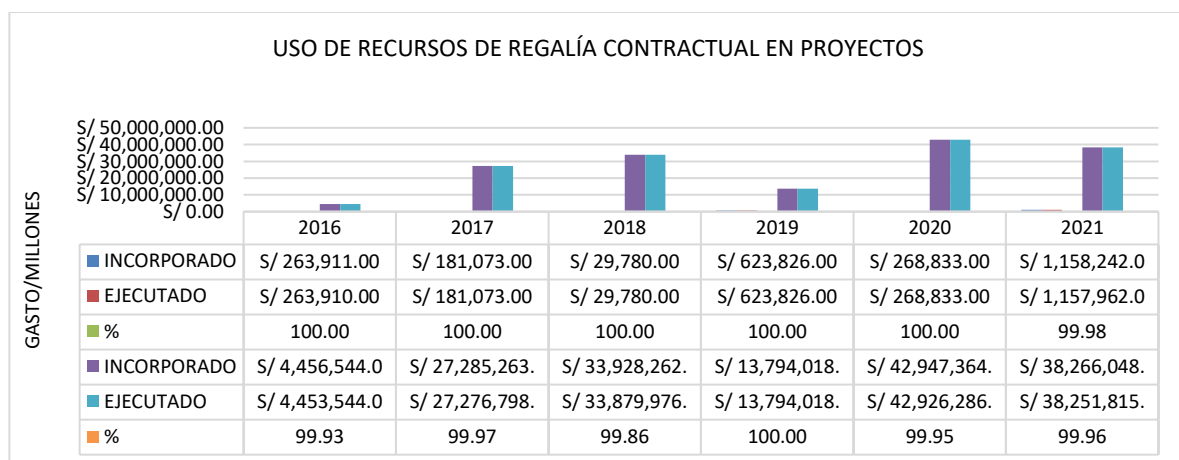 USO DE RECURSOS DE REGALÍA CONTRACTUAL EN PROYECTOS
GASTO/MILLONES
S/ 50,000,000.00
S/ 40,000,000.00
S/ 30,000,000.00
S/ 20,000,000.00
S/ 10,000,000.00
S/ 0.00
2016 2017 2018 2019 2020 2021
INCORPORADO S/ 263,911.00 S/ 181,073.00 S/ 29,780.00 S/ 623,826.00 S/ 268,833.00 S/ 1,158,242.0
EJECUTADO S/ 263,910.00 S/ 181,073.00 S/ 29,780.00 S/ 623,826.00 S/ 268,833.00 S/ 1,157,962.0
% 100.00 100.00 100.00 100.00 100.00 99.98
INCORPORADO S/ 4,456,544.0 S/ 27,285,263. S/ 33,928,262. S/ 13,794,018. S/ 42,947,364. S/ 38,266,048.
EJECUTADO S/ 4,453,544.0 S/ 27,276,798. S/ 33,879,976. S/ 13,794,018. S/ 42,926,286. S/ 38,251,815.
% 99.93 99.97 99.86 100.00 99.95 99.96